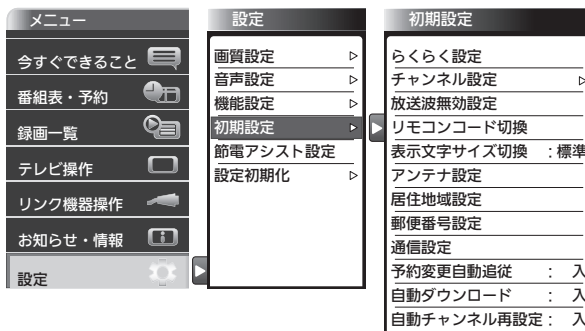 メニュー
今すぐできること
番組表・予約
録画一覧
テレビ操作
リンク機器操作
お知らせ・情報
設定
設定
画質設定
音声設定
機能設定
初期設定
節電アシスト設定
設定初期化
初期設定
らくらく設定
チャンネル設定
放送波無効設定
リモコンコード切換
表示文字サイズ切換 ：標準
アンテナ設定
居住地域設定
郵便番号設定
通信設定
予約変更自動追従 ： 入
自動ダウンロード ： 入
自動チャンネル再設定： 入